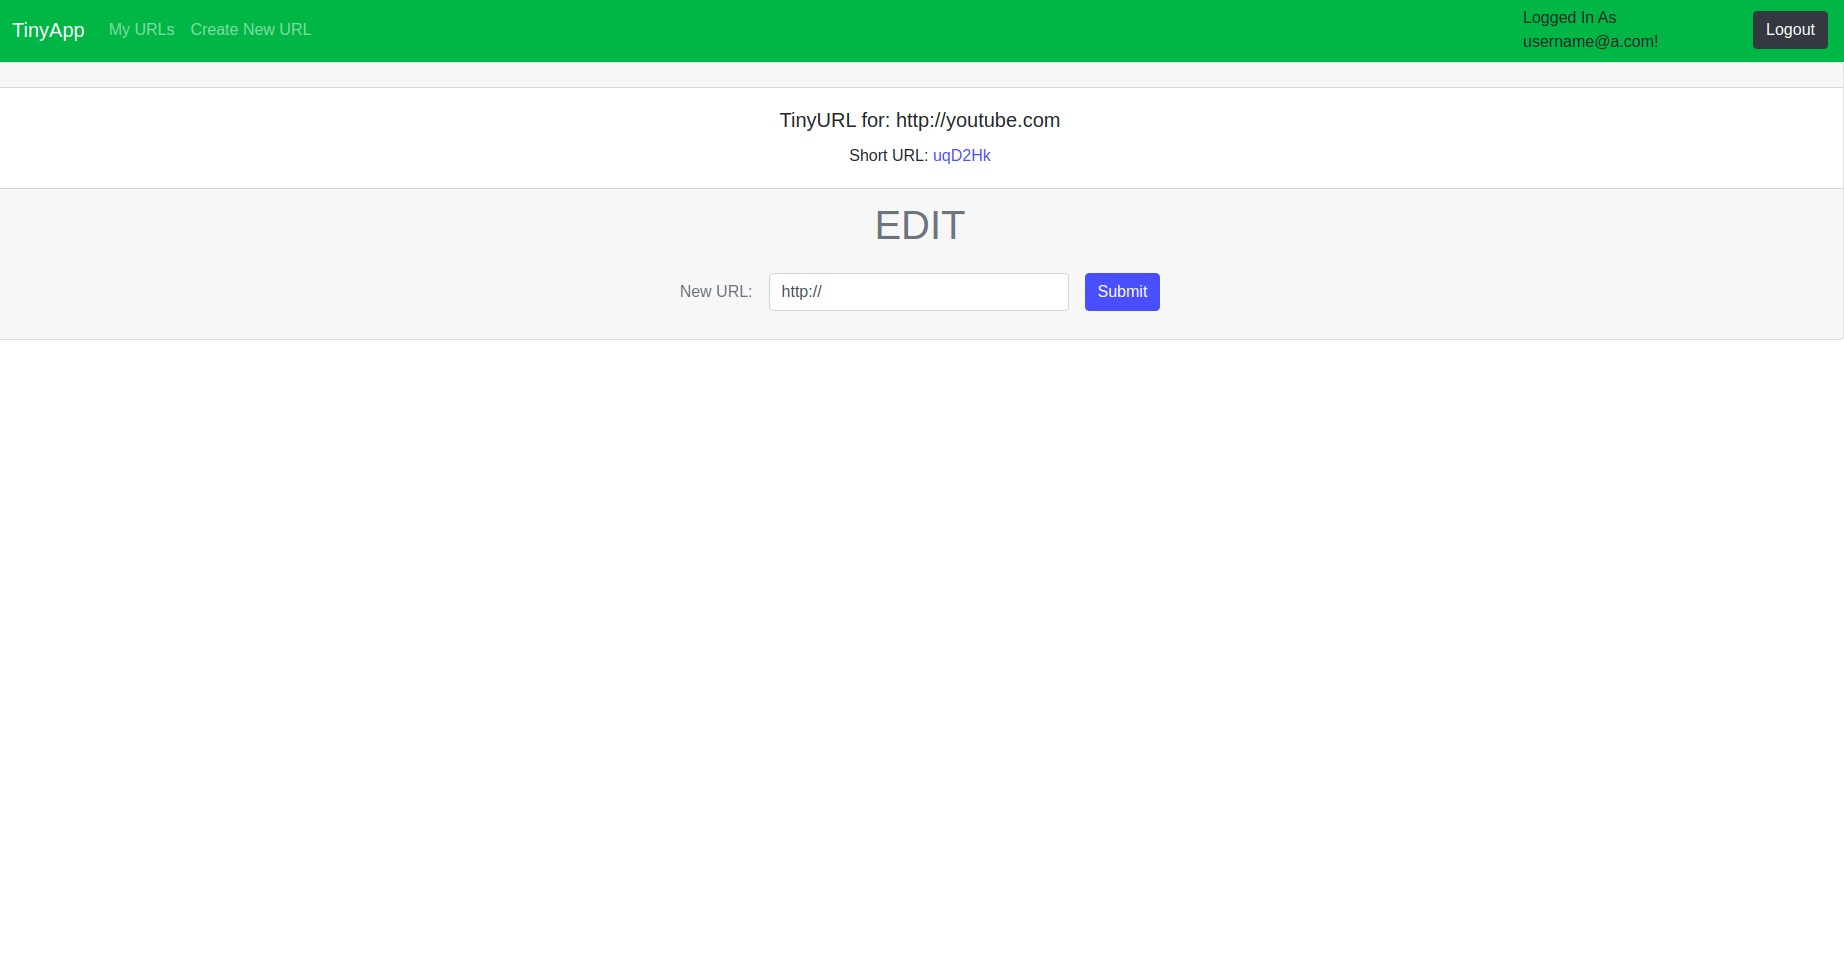 TinyApp My URLs Create New URL
Logged In As
username@a.com!
Logout
TinyURL for: http://youtube.com
Short URL: uqD2Hk
EDIT
New URL: http:// Submit